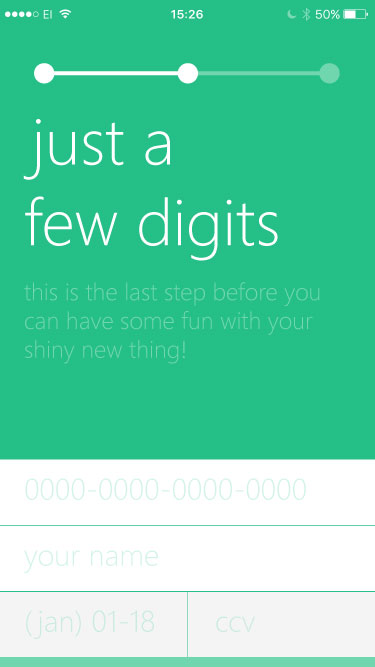 EI 15:26 50%
just a
few digits
this is the last step before you
can have some fun with your
shiny new thing!
0000-0000-0000-0000
your name
(jan) 01-18 ccv